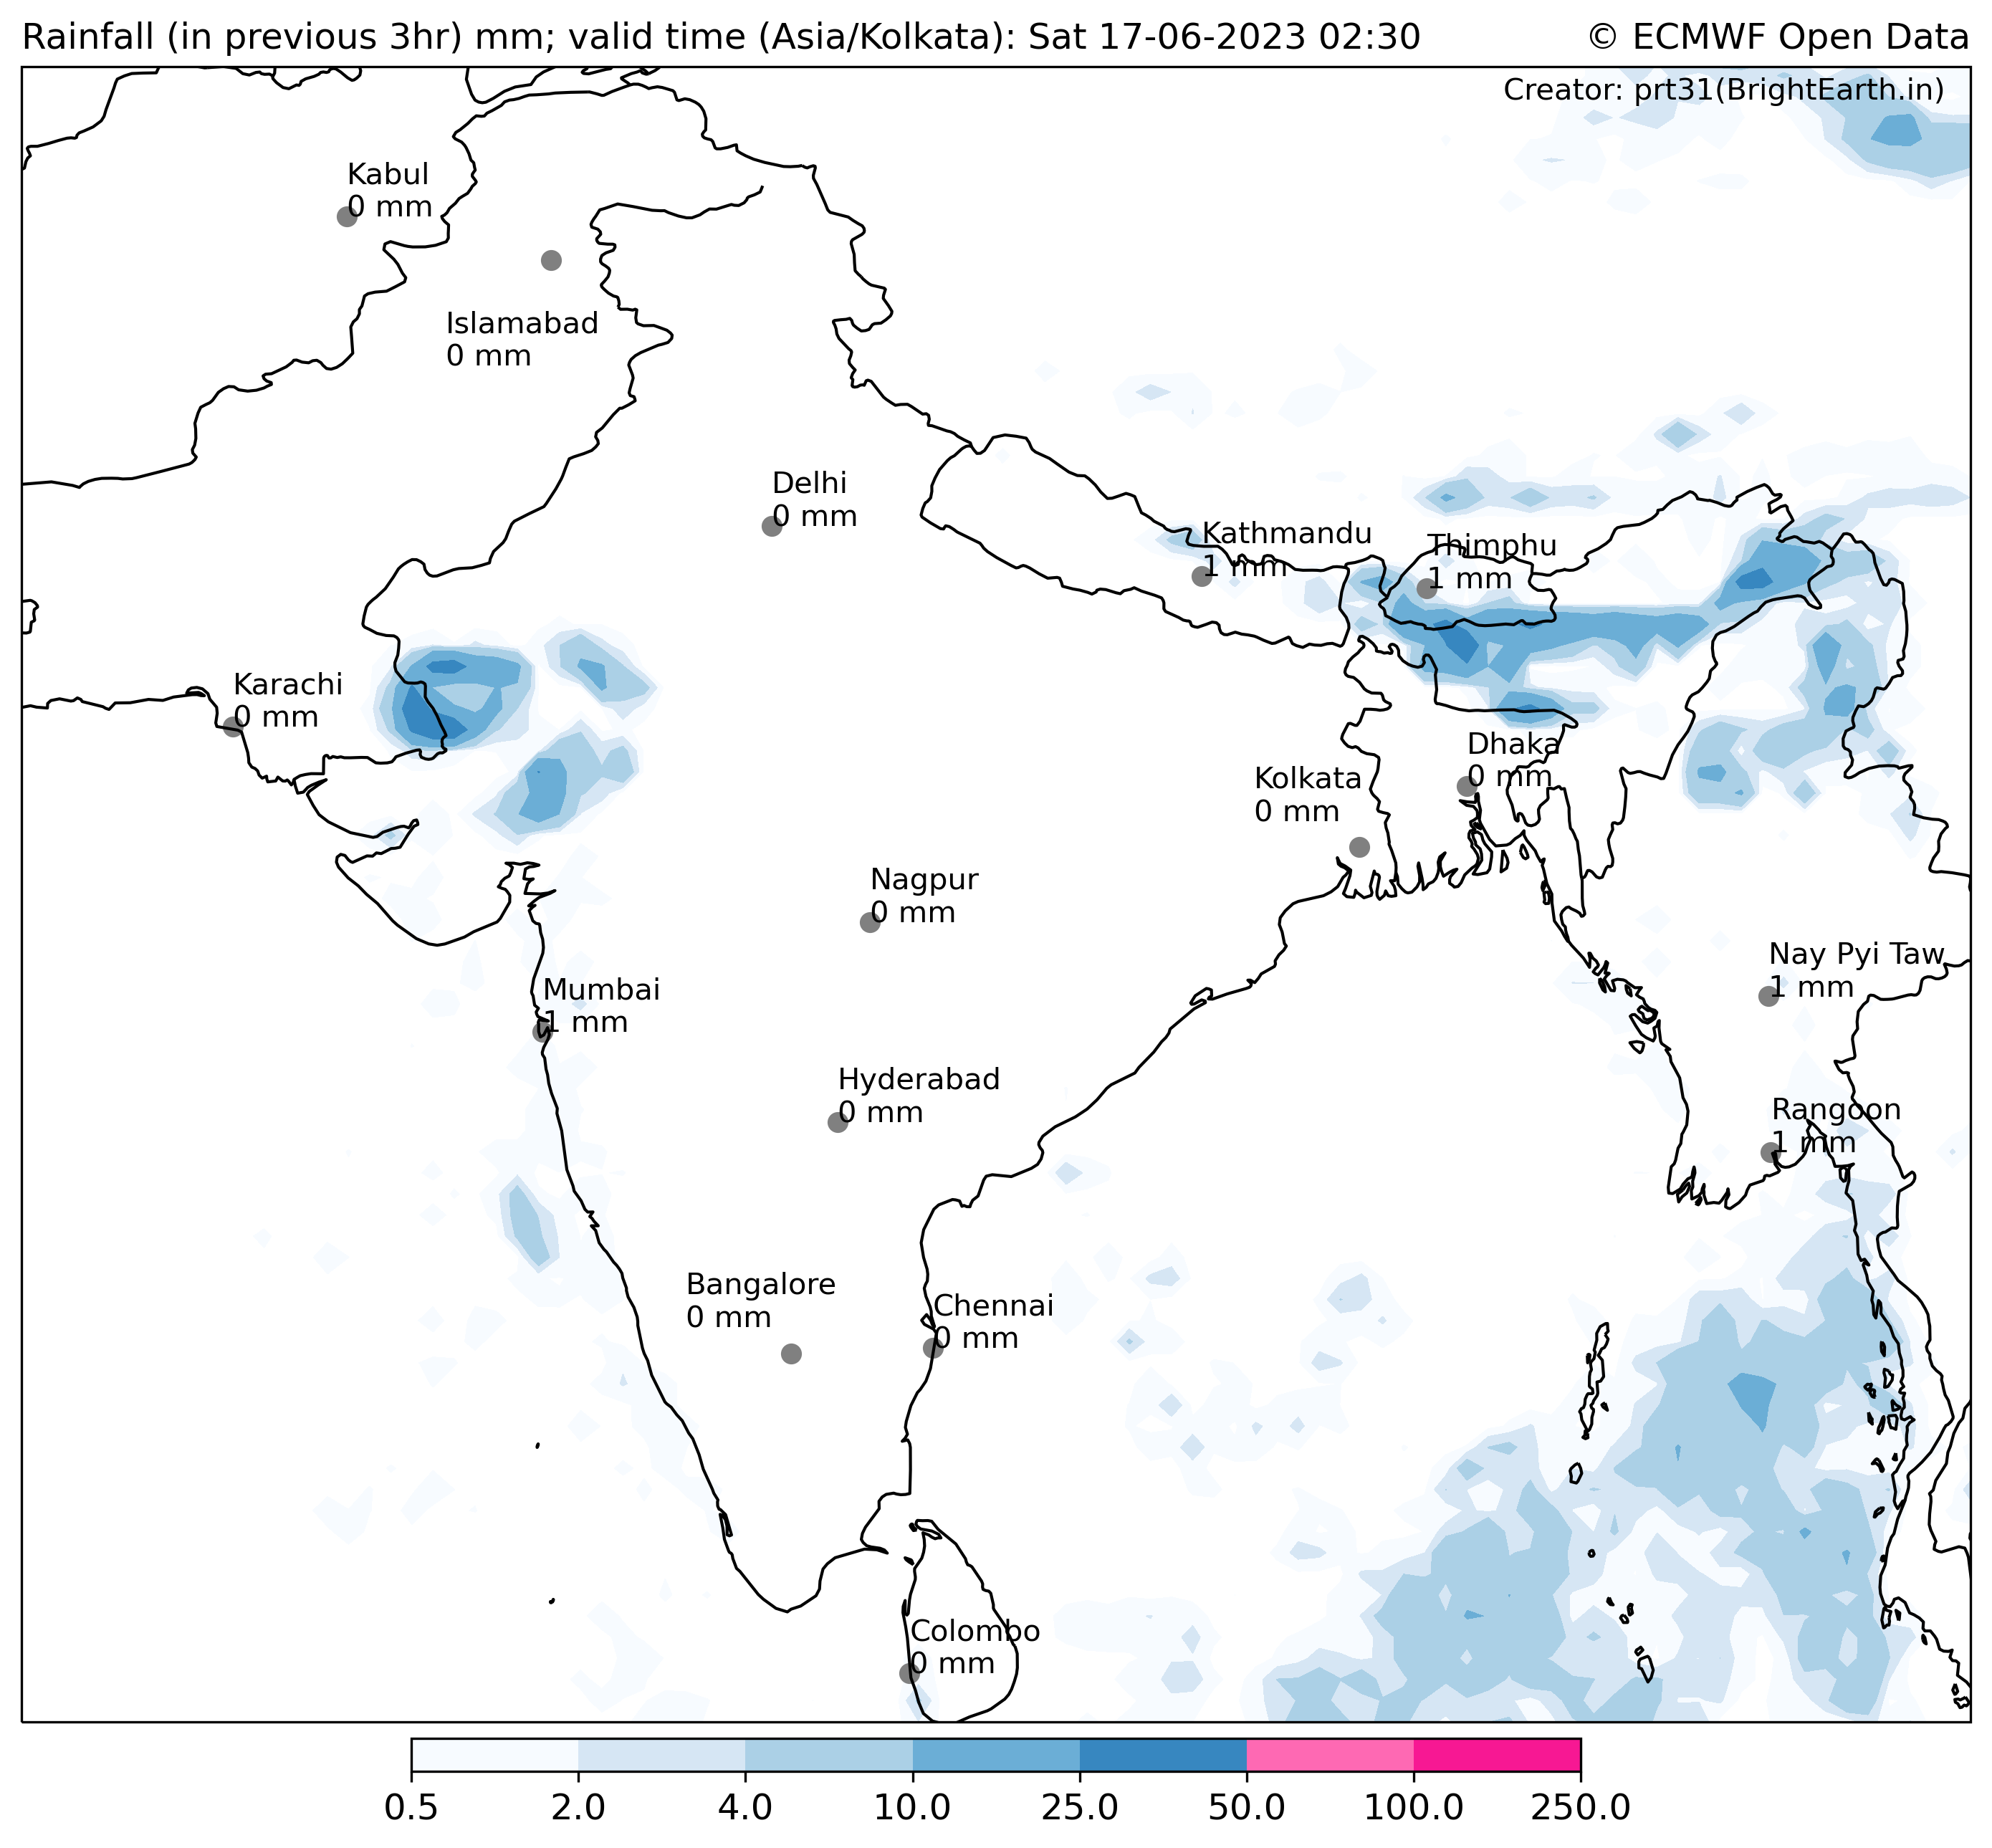 Rainfall (in previous 3hr) mm; valid time (Asia/Kolkata): Sat 17-06-2023 02:30
© ECMWF Open Data
Creator: prt31(BrightEarth.in)
Kabul
0 mm
Islamabad
0 mm
Delhi
0 mm
Kathmandu
1 mm
Thimphu
1 mm
Karachi
0 mm
Dhaka
0 mm
Kolkata
0 mm
Nagpur
0 mm
Nay Pyi Taw
1 mm
Mumbai
1 mm
Hyderabad
0 mm
Rangoon
1 mm
Bangalore
0 mm
Chennai
0 mm
Colombo
0 mm
0.5 2.0 4.0 10.0 25.0 50.0 100.0 250.0